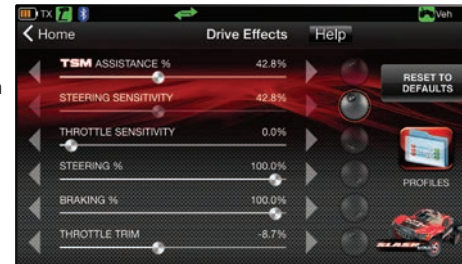 TX Veh
Home Drive Effects Help
TSM ASSISTANCE % 42.8%
STEERING SENSITIVITY 42.8%
THROTTLE SENSITIVITY 0.0%
STEERING % 100.0%
BRAKING % 100.0%
THROTTLE TRIM -8.7%
RESET TO
DEFAULTS
PROFILES
SLASH